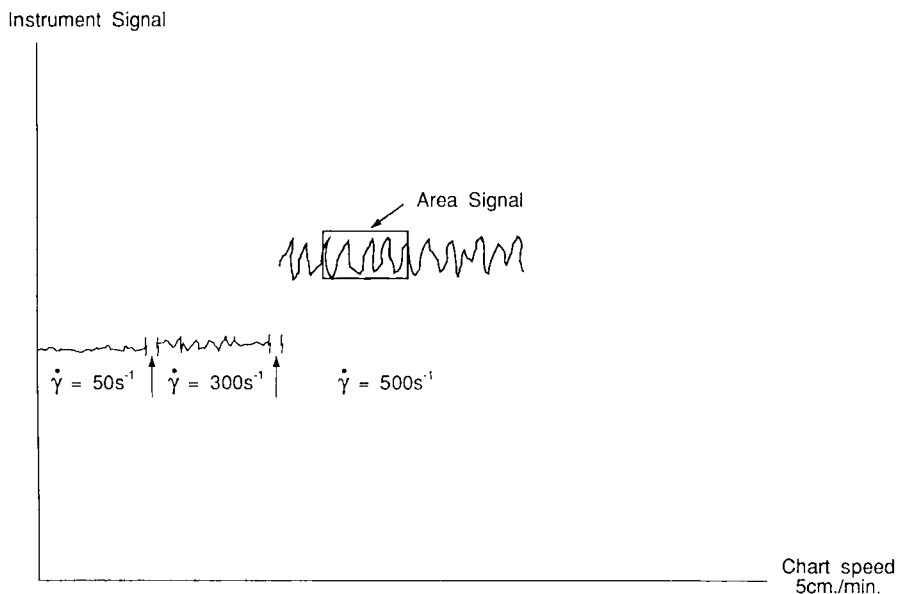 Instrument Signal
Area Signal
γ̇ = 50s⁻¹
γ̇ = 300s⁻¹
γ̇ = 500s⁻¹
Chart speed
5cm./min.